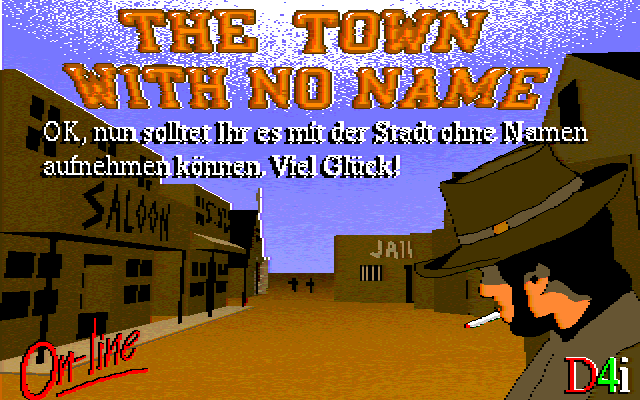 THE TOWN
WITH NO NAME
OK, nun solltet Ihr es mit der Stadt ohne Namen
aufnehmen können. Viel Glück!
SALOON
JAIL
On-line
D4i